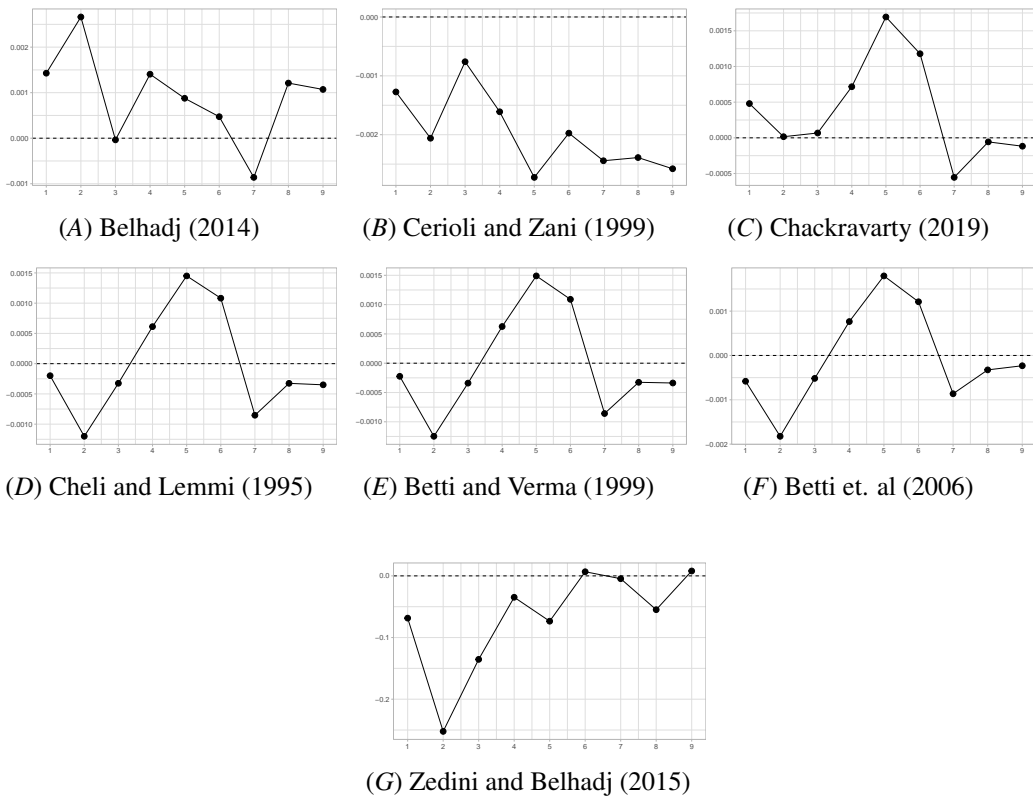 0.002
0.001
0.000
−0.001
1 2 3 4 5 6 7 8 9
(A) Belhadj (2014)
0.000
−0.001
−0.002
1 2 3 4 5 6 7 8 9
(B) Cerioli and Zani (1999)
0.0015
0.0010
0.0005
0.0000
−0.0005
1 2 3 4 5 6 7 8 9
(C) Chackravarty (2019)
0.0015
0.0010
0.0005
0.0000
−0.0005
−0.0010
1 2 3 4 5 6 7 8 9
(D) Cheli and Lemmi (1995)
0.0015
0.0010
0.0005
0.0000
−0.0005
−0.0010
1 2 3 4 5 6 7 8 9
(E) Betti and Verma (1999)
0.001
0.000
−0.001
−0.002
1 2 3 4 5 6 7 8 9
(F) Betti et. al (2006)
0.0
−0.1
−0.2
1 2 3 4 5 6 7 8 9
(G) Zedini and Belhadj (2015)